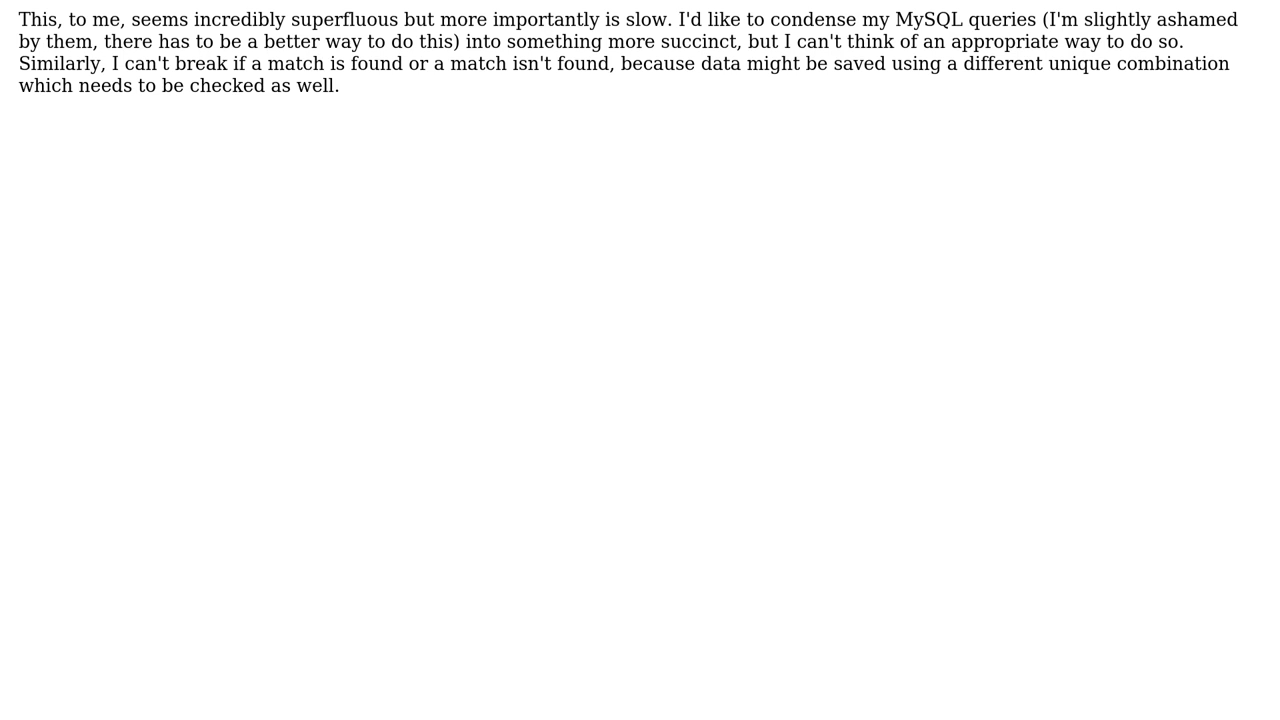 This, to me, seems incredibly superfluous but more importantly is slow. I'd like to condense my MySQL queries (I'm slightly ashamed
by them, there has to be a better way to do this) into something more succinct, but I can't think of an appropriate way to do so.
Similarly, I can't break if a match is found or a match isn't found, because data might be saved using a different unique combination
which needs to be checked as well.